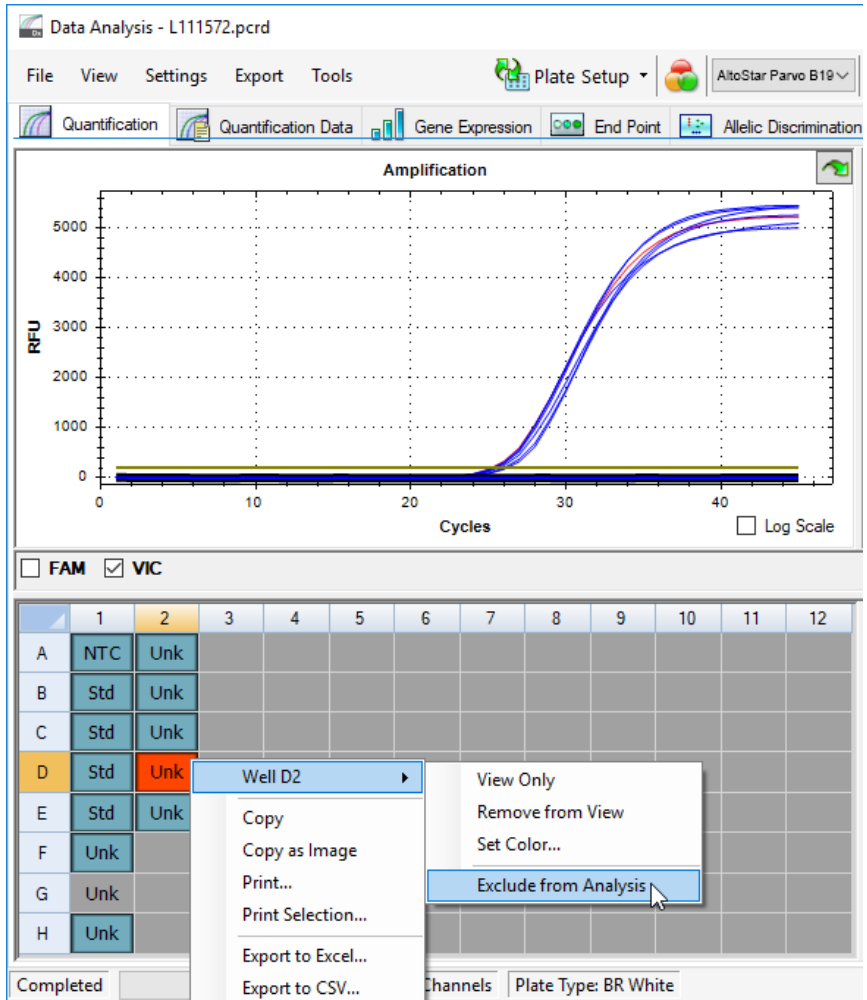 Data Analysis - L111572.pcrd
File View Settings Export Tools Plate Setup AltoStar Parvo B19
Quantification Quantification Data Gene Expression End Point Allelic Discrimination
Amplification
5000
4000
3000
2000
1000
0
RFU
0 10 20 30 40
Cycles
Log Scale
FAM VIC
1 2 3 4 5 6 7 8 9 10 11 12
A NTC Unk
B Std Unk
C Std Unk
D Std Unk
E Std Unk
F Unk
G Unk
H Unk
Well D2
Copy
Copy as Image
Print...
Print Selection...
Export to Excel...
Export to CSV...
View Only
Remove from View
Set Color...
Exclude from Analysis
Completed Channels Plate Type: BR White